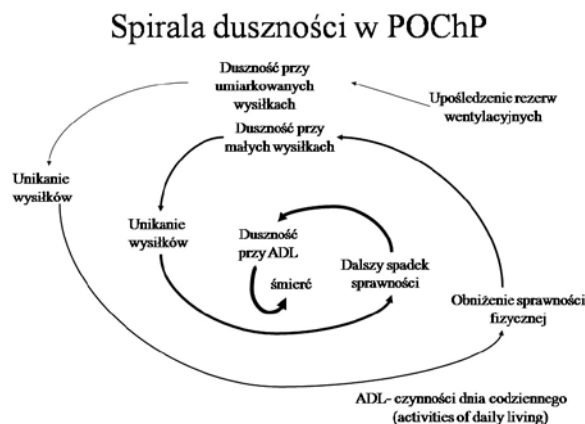 Spirala duszności w POChP
Duszność przy
umiarkowanych
wysiłkach
Upośledzenie rezerw
wentylacyjnych
Duszność przy
małych wysiłkach
Unikanie
wysiłków
Unikanie
wysiłków
Duszność
przy ADL
Dalszy spadek
sprawności
śmierć
Obniżenie sprawności
fizycznej
ADL- czynności dnia codziennego
(activities of daily living)